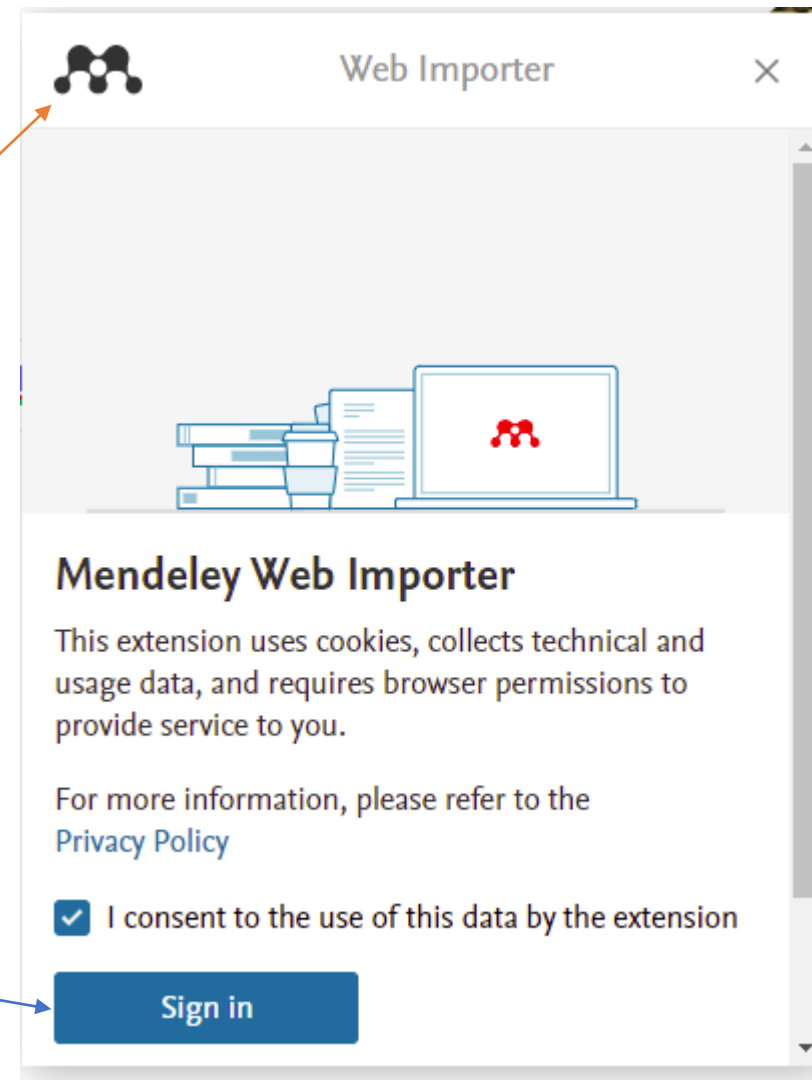 Web Importer
Mendeley Web Importer
This extension uses cookies, collects technical and
usage data, and requires browser permissions to
provide service to you.
For more information, please refer to the
Privacy Policy
I consent to the use of this data by the extension
Sign in